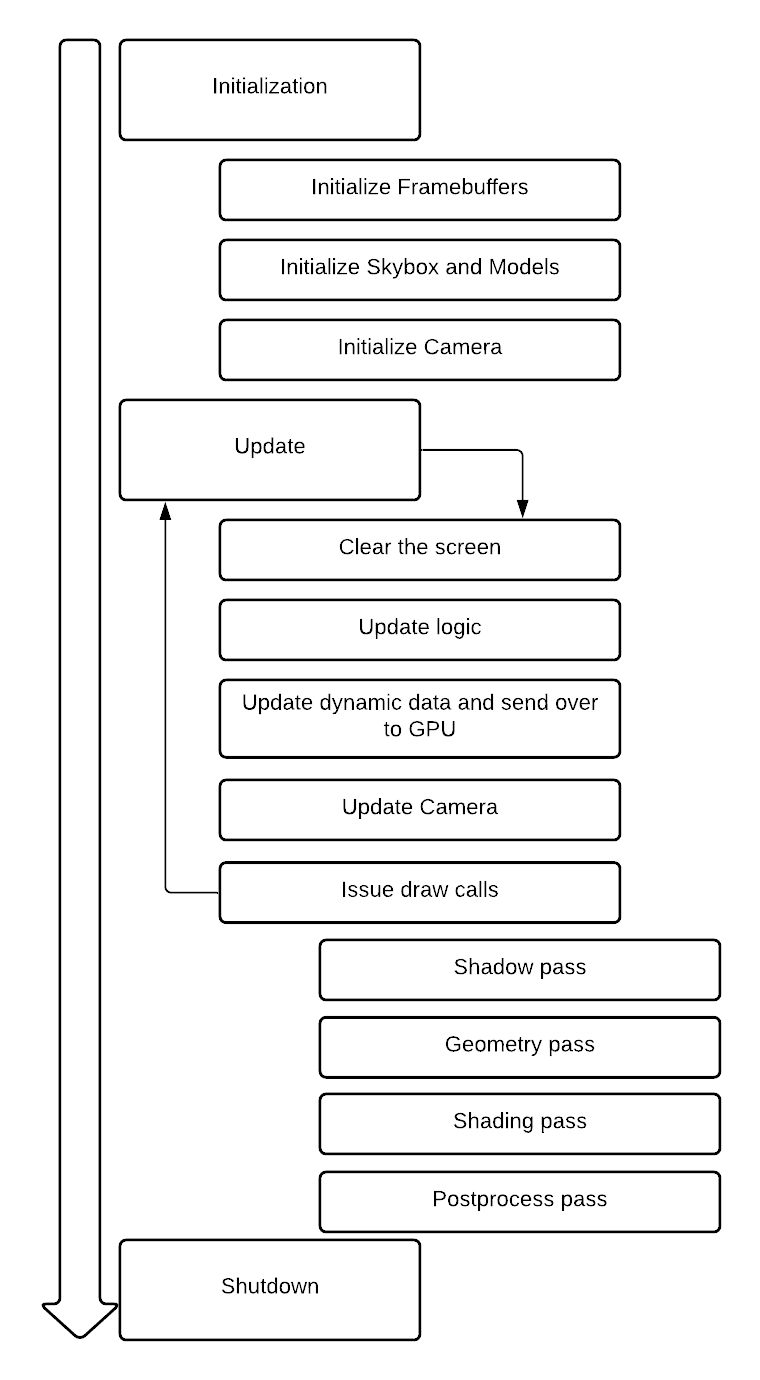 Initialization
Initialize Framebuffers
Initialize Skybox and Models
Initialize Camera
Update
Clear the screen
Update logic
Update dynamic data and send over
to GPU
Update Camera
Issue draw calls
Shadow pass
Geometry pass
Shading pass
Postprocess pass
Shutdown